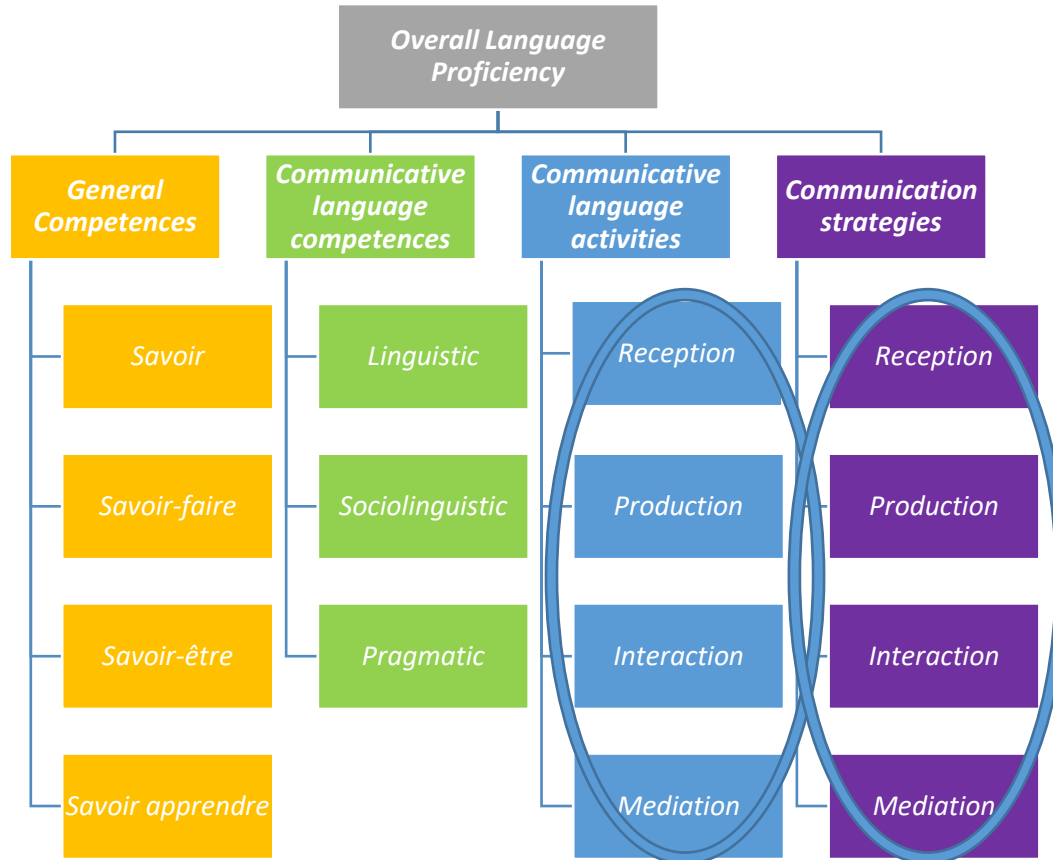 Overall Language
Proficiency
General
Competences
Communicative
language
competences
Communicative
language
activities
Communication
strategies
Savoir
Linguistic
Reception
Reception
Savoir-faire
Sociolinguistic
Production
Production
Savoir-être
Pragmatic
Interaction
Interaction
Savoir apprendre
Mediation
Mediation